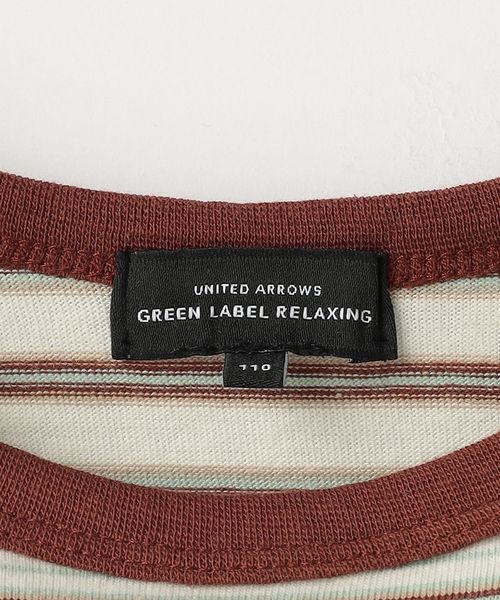 UNITED ARROWS
GREEN LABEL RELAXING
110